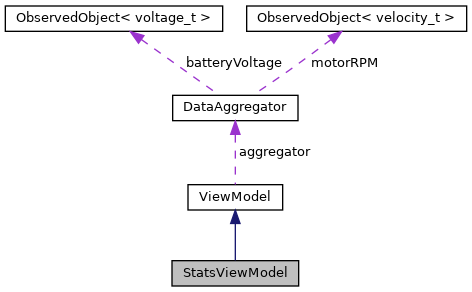 ObservedObject< voltage_t >
ObservedObject< velocity_t >
batteryVoltage
motorRPM
DataAggregator
aggregator
ViewModel
StatsViewModel